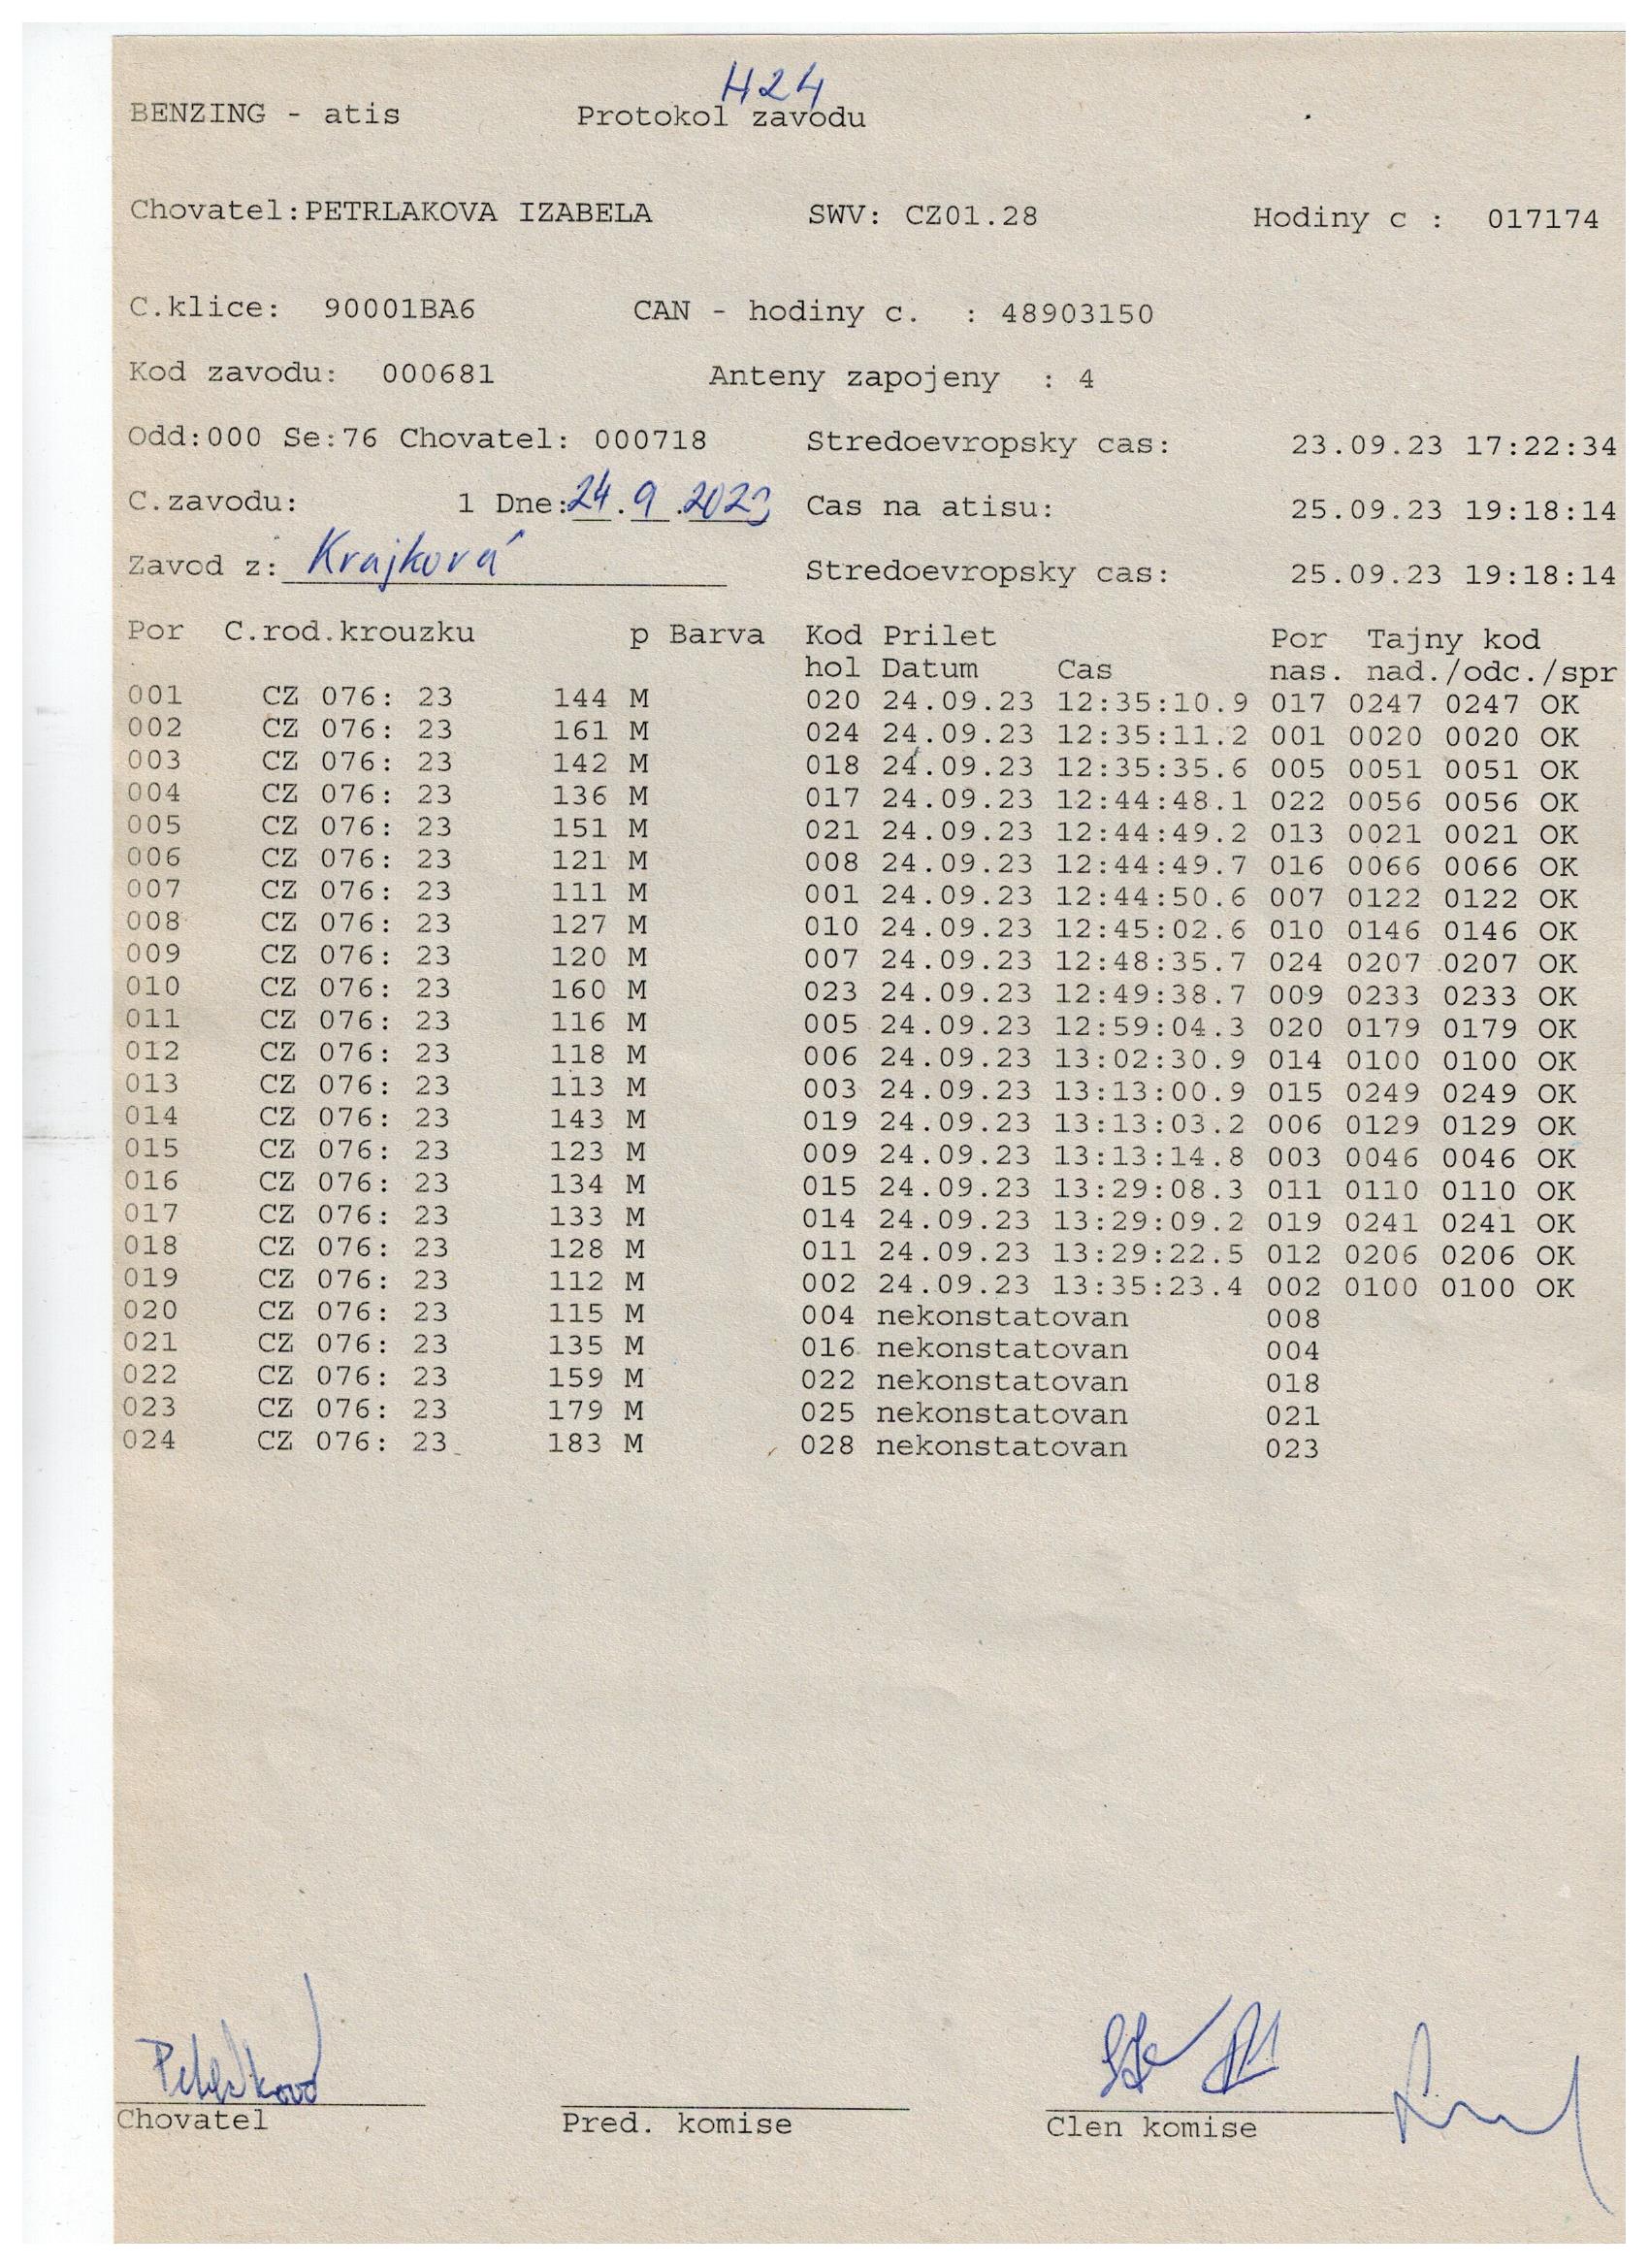 H24
BENZING - atis Protokol zavodu
Chovatel:PETRLAKOVA IZABELA SWV: CZ01.28 Hodiny c : 017174
C.klice: 90001BA6 CAN - hodiny c. : 48903150
Kod zavodu: 000681 Anteny zapojeny : 4
Odd:000 Se:76 Chovatel: 000718 Stredoevropsky cas: 23.09.23 17:22:34
C.zavodu: 1 Dne:24.9.2023 Cas na atisu: 25.09.23 19:18:14
Zavod z: Krajková Stredoevropsky cas: 25.09.23 19:18:14
Por C.rod.krouzku p Barva Kod Prilet Por Tajny kod
hol Datum Cas nas. nad./odc./spr
001 CZ 076: 23 144 M 020 24.09.23 12:35:10.9 017 0247 0247 OK
002 CZ 076: 23 161 M 024 24.09.23 12:35:11.2 001 0020 0020 OK
003 CZ 076: 23 142 M 018 24.09.23 12:35:35.6 005 0051 0051 OK
004 CZ 076: 23 136 M 017 24.09.23 12:44:48.1 022 0056 0056 OK
005 CZ 076: 23 151 M 021 24.09.23 12:44:49.2 013 0021 0021 OK
006 CZ 076: 23 121 M 008 24.09.23 12:44:49.7 016 0066 0066 OK
007 CZ 076: 23 111 M 001 24.09.23 12:44:50.6 007 0122 0122 OK
008 CZ 076: 23 127 M 010 24.09.23 12:45:02.6 010 0146 0146 OK
009 CZ 076: 23 120 M 007 24.09.23 12:48:35.7 024 0207 0207 OK
010 CZ 076: 23 160 M 023 24.09.23 12:49:38.7 009 0233 0233 OK
011 CZ 076: 23 116 M 005 24.09.23 12:59:04.3 020 0179 0179 OK
012 CZ 076: 23 118 M 006 24.09.23 13:02:30.9 014 0100 0100 OK
013 CZ 076: 23 113 M 003 24.09.23 13:13:00.9 015 0249 0249 OK
014 CZ 076: 23 143 M 019 24.09.23 13:13:03.2 006 0129 0129 OK
015 CZ 076: 23 123 M 009 24.09.23 13:13:14.8 003 0046 0046 OK
016 CZ 076: 23 134 M 015 24.09.23 13:29:08.3 011 0110 0110 OK
017 CZ 076: 23 133 M 014 24.09.23 13:29:09.2 019 0241 0241 OK
018 CZ 076: 23 128 M 011 24.09.23 13:29:22.5 012 0206 0206 OK
019 CZ 076: 23 112 M 002 24.09.23 13:35:23.4 002 0100 0100 OK
020 CZ 076: 23 115 M 004 nekonstatovan 008
021 CZ 076: 23 135 M 016 nekonstatovan 004
022 CZ 076: 23 159 M 022 nekonstatovan 018
023 CZ 076: 23 179 M 025 nekonstatovan 021
024 CZ 076: 23 183 M 028 nekonstatovan 023
Chovatel Pred. komise Clen komise